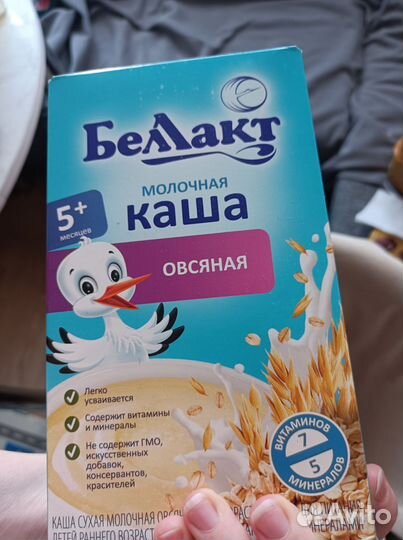 БЕЛЛАКТ
МОЛОЧНАЯ
каша
5+
месяцев
ОВСЯНАЯ
Легко
усваивается
Содержит витамины
и минералы
Не содержит ГМО,
искусственных
добавок,
консервантов,
красителей
ВИТАМИНОВ
7
5
МИНЕРАЛОВ
КАША СУХАЯ МОЛОЧНАЯ
ДЕТЕЙ РАННЕГО ВОЗРАСТ
Avito